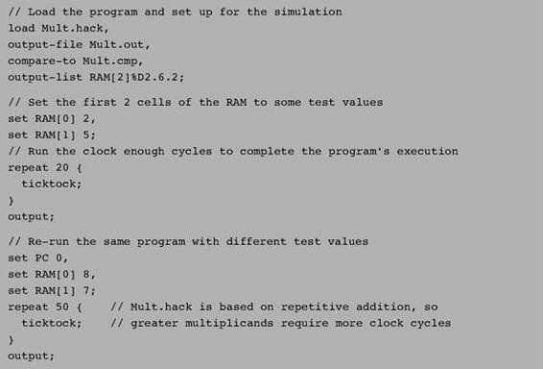 // Load the program and set up for the simulation
load Mult.hack,
output-file Mult.out,
compare-to Mult.cmp,
output-list RAM[2]%D2.6.2;
// Set the first 2 cells of the RAM to some test values
set RAM[0] 2,
set RAM[1] 5;
// Run the clock enough cycles to complete the program's execution
repeat 20 {
  ticktock;
}
output;
// Re-run the same program with different test values
set PC 0,
set RAM[0] 8,
set RAM[1] 7;
repeat 50 {    // Mult.hack is based on repetitive addition, so
  ticktock;    // greater multiplicands require more clock cycles
}
output;